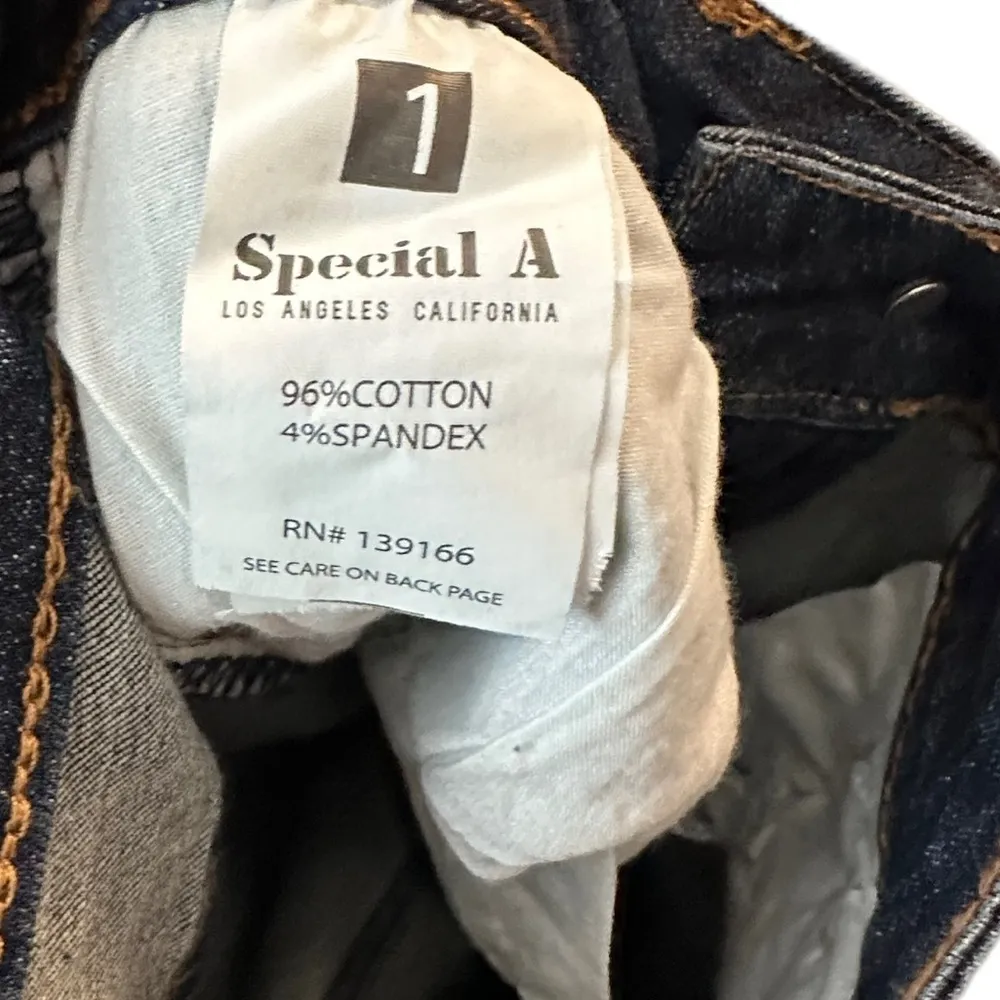 1
Special A
LOS ANGELES CALIFORNIA
96%COTTON
4%SPANDEX
RN# 139166
SEE CARE ON BACK PAGE